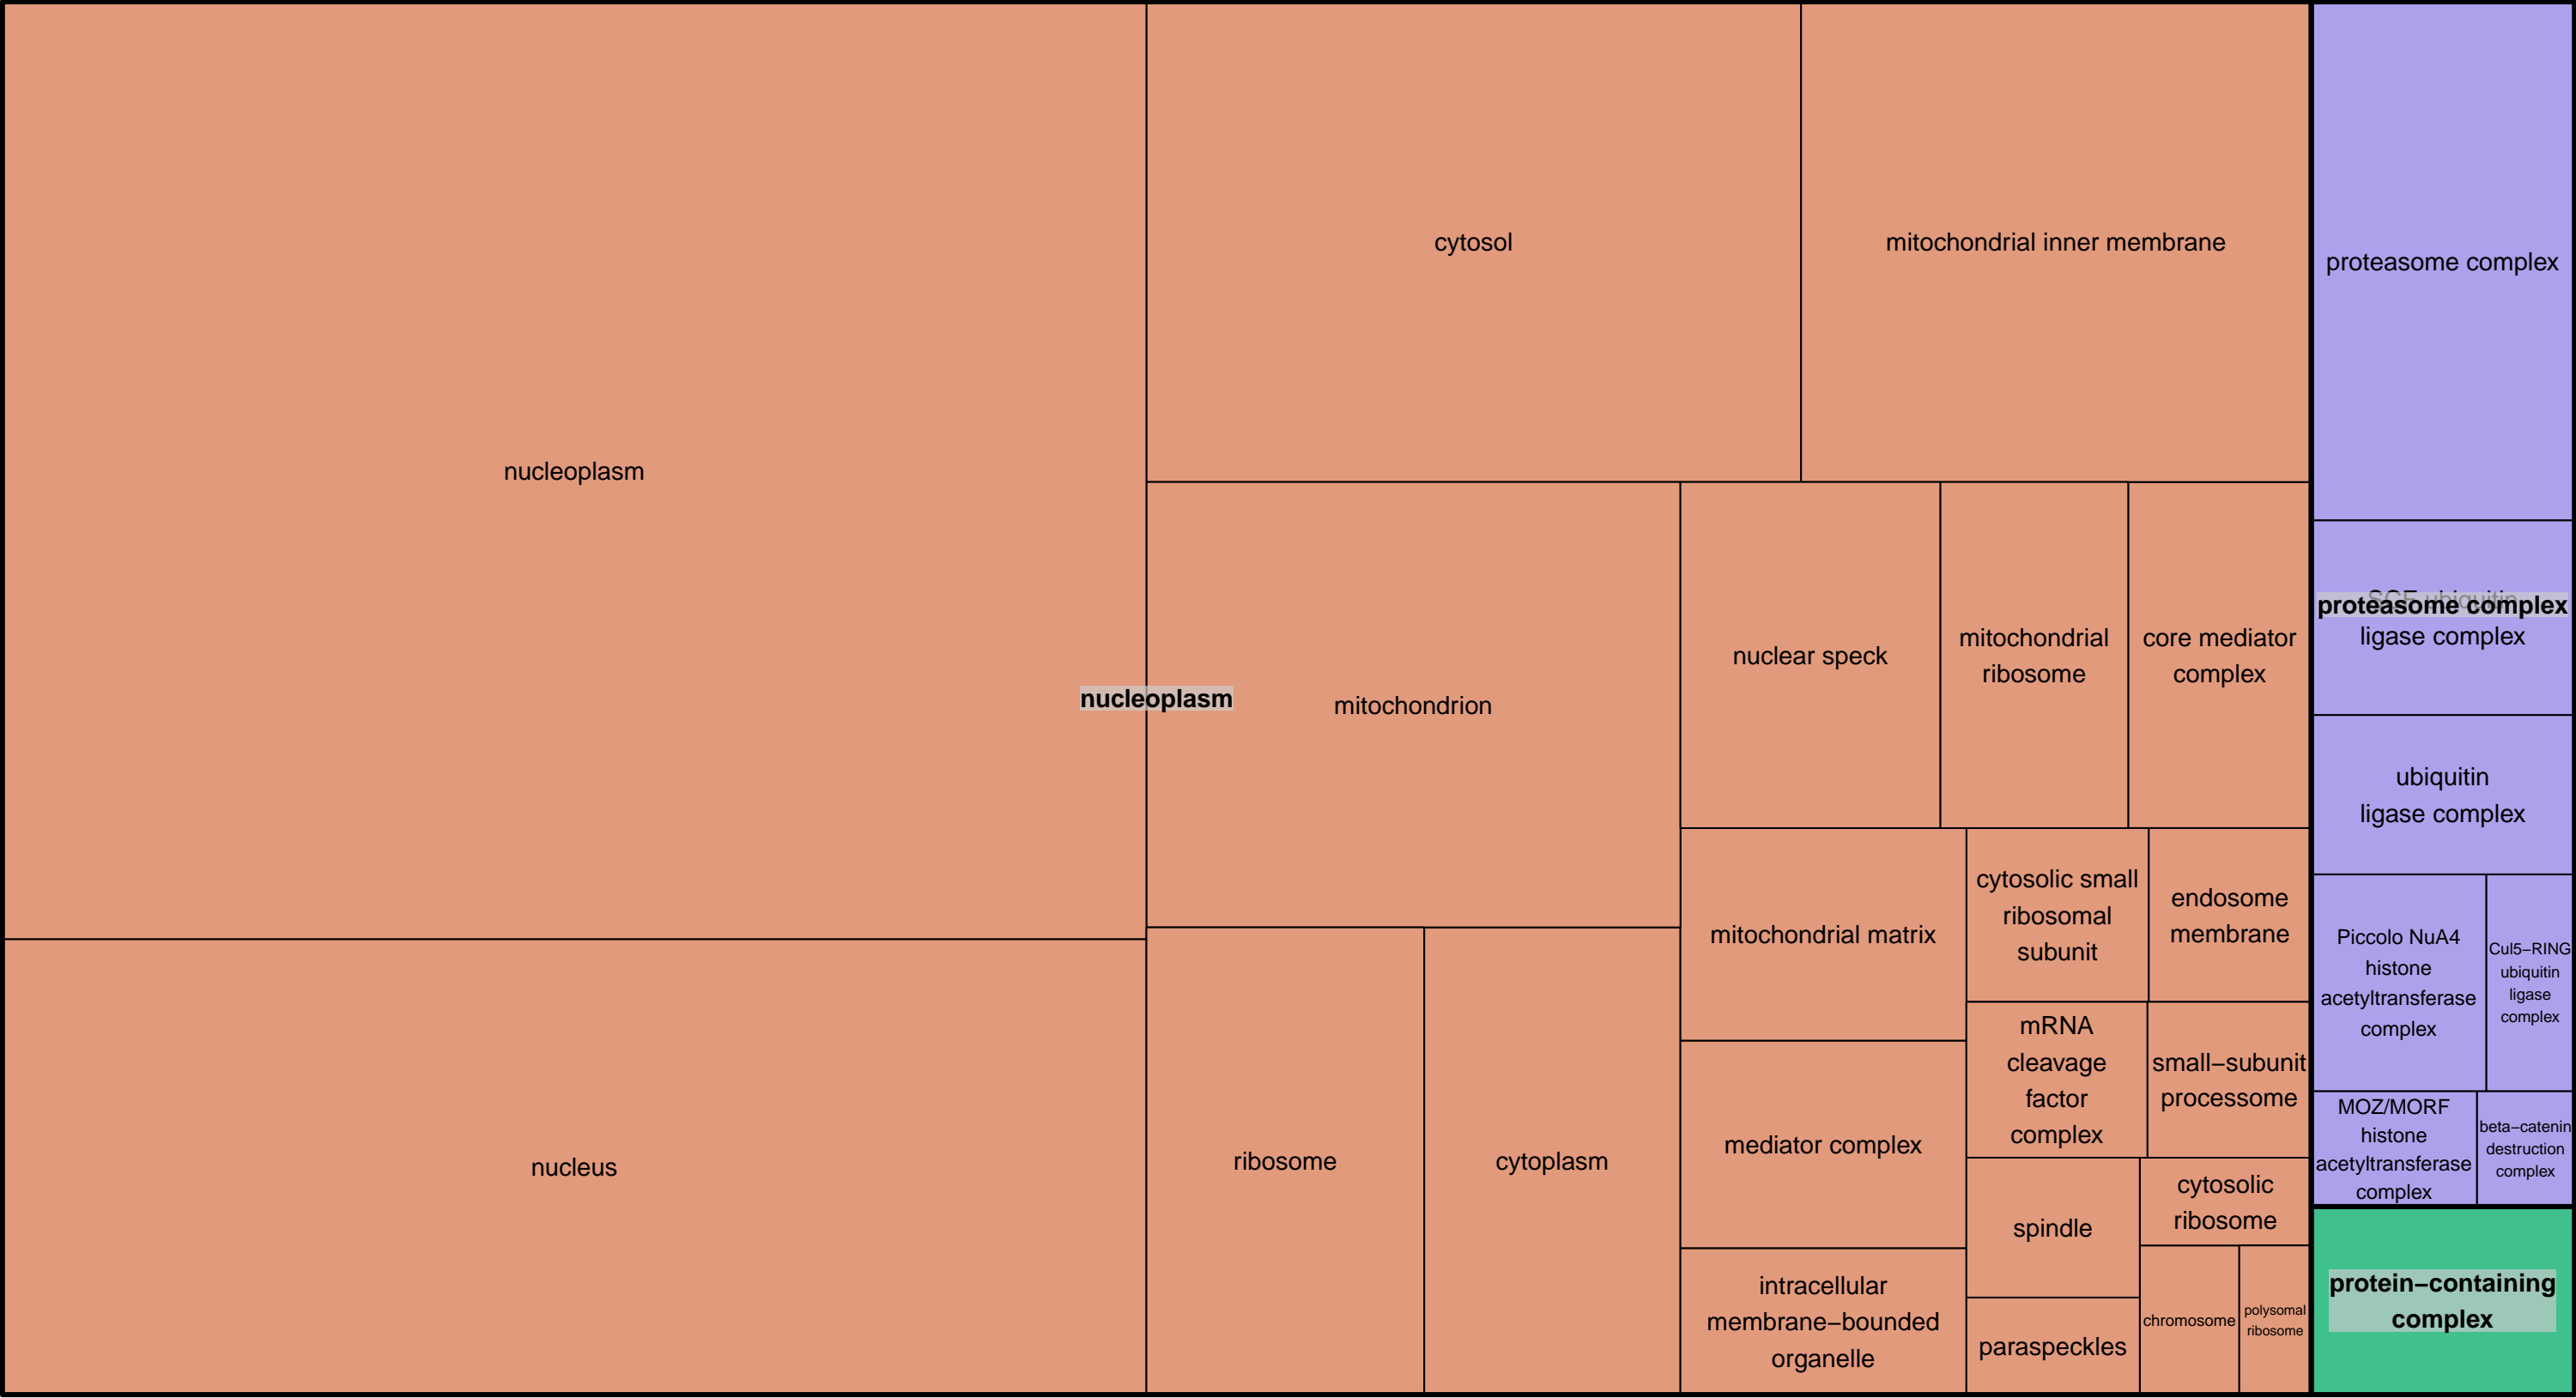 nucleoplasm
nucleus
nucleoplasm
cytosol
mitochondrial inner membrane
mitochondrion
nuclear speck
mitochondrial
ribosome
core mediator
complex
ribosome
cytoplasm
mitochondrial matrix
mediator complex
intracellular
membrane−bounded
organelle
cytosolic small
ribosomal
subunit
endosome
membrane
mRNA
cleavage
factor
complex
small−subunit
processome
spindle
paraspeckles
cytosolic
ribosome
chromosome
polysomal
ribosome
proteasome complex
SCF ubiquitin
proteasome complex
ligase complex
ubiquitin
ligase complex
Piccolo NuA4
histone
acetyltransferase
complex
Cul5−RING
ubiquitin
ligase
complex
MOZ/MORF
histone
acetyltransferase
complex
beta−catenin
destruction
complex
protein−containing
complex